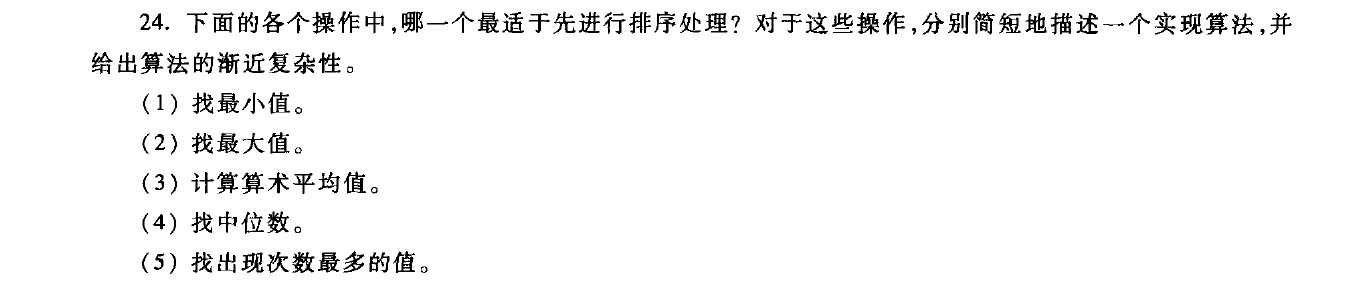 24. 下面的各个操作中,哪一个最适于先进行排序处理? 对于这些操作,分别简短地描述一个实现算法,并
给出算法的渐近复杂性。
(1) 找最小值。
(2) 找最大值。
(3) 计算算术平均值。
(4) 找中位数。
(5) 找出现次数最多的值。